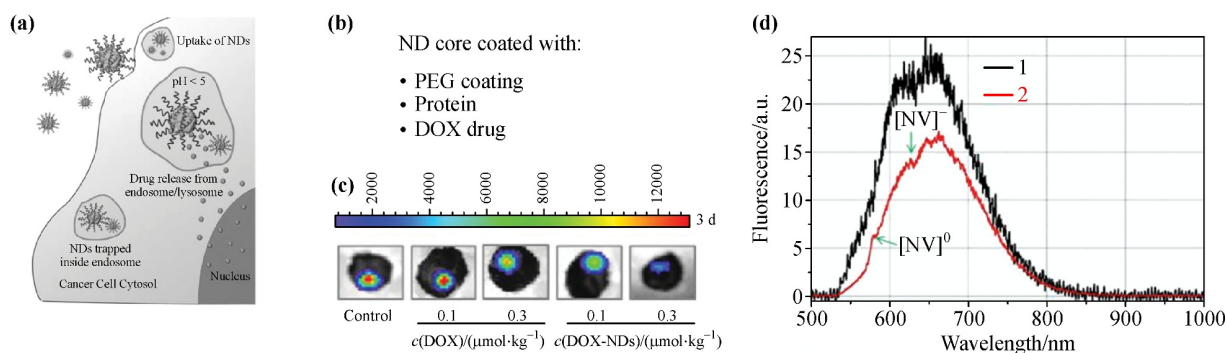 (a)
Uptake of NDs
pH < 5
Drug release from
endosome/lysosome
NDs trapped
inside endosome
Cancer Cell Cytosol
Nucleus
(b)
ND core coated with:
• PEG coating
• Protein
• DOX drug
(c)
2000 4000 6000 8000 10000 12000
3 d
Control 0.1 0.3 0.1 0.3
c(DOX)/(μmol·kg⁻¹) c(DOX-NDs)/(μmol·kg⁻¹)
(d)
Fluorescence/a.u.
25
20
15
10
5
0
1
2
[NV]⁻
[NV]⁰
500 600 700 800 900 1000
Wavelength/nm